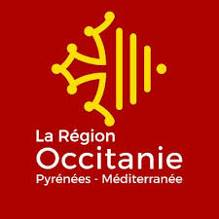 La Région
Occitanie
Pyrénées - Méditerranée